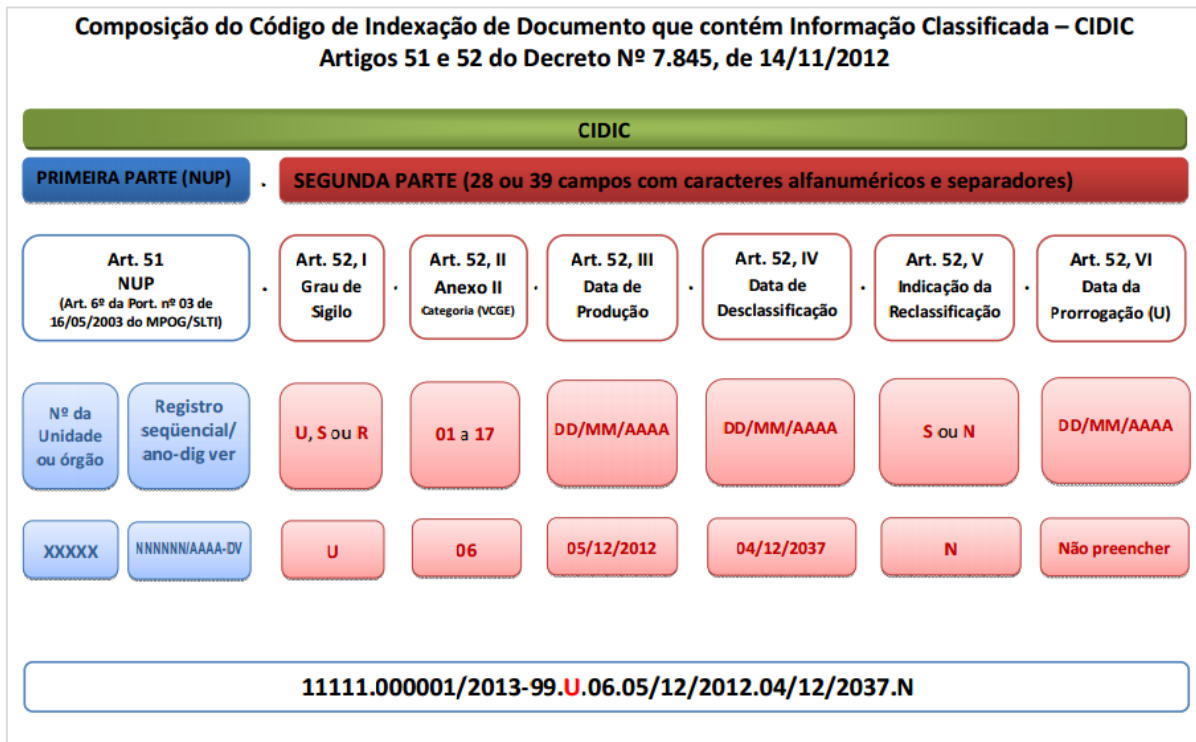 Composição do Código de Indexação de Documento que contém Informação Classificada – CIDIC
Artigos 51 e 52 do Decreto Nº 7.845, de 14/11/2012
CIDIC
PRIMEIRA PARTE (NUP)
.
SEGUNDA PARTE (28 ou 39 campos com caracteres alfanuméricos e separadores)
Art. 51
NUP
(Art. 6º da Port. nº 03 de
16/05/2003 do MPOG/SLTI)
.
Art. 52, I
Grau de
Sigilo
.
Art. 52, II
Anexo II
Categoria (VCGE)
.
Art. 52, III
Data de
Produção
.
Art. 52, IV
Data de
Desclassificação
.
Art. 52, V
Indicação da
Reclassificação
.
Art. 52, VI
Data da
Prorrogação (U)
Nº da
Unidade
ou órgão
Registro
seqüencial/
ano-dig ver
U, S ou R
01 a 17
DD/MM/AAAA
DD/MM/AAAA
S ou N
DD/MM/AAAA
XXXXX
NNNNNN/AAAA-DV
U
06
05/12/2012
04/12/2037
N
Não preencher
11111.000001/2013-99.U.06.05/12/2012.04/12/2037.N